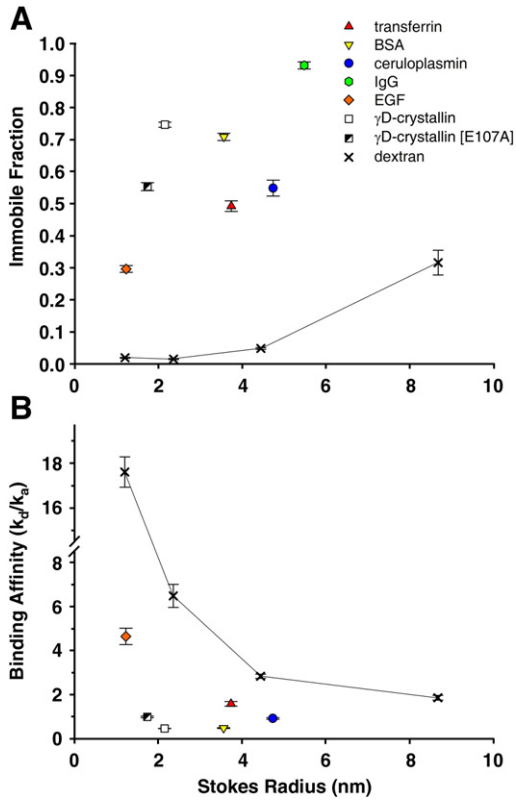 A
transferrin
BSA
ceruloplasmin
IgG
EGF
γD-crystallin
γD-crystallin [E107A]
dextran
Immobile Fraction
1.0
0.9
0.8
0.7
0.6
0.5
0.4
0.3
0.2
0.1
0.0
0 2 4 6 8 10
B
Binding Affinity (kd/ka)
18
16
8
6
4
2
0
0 2 4 6 8 10
Stokes Radius (nm)